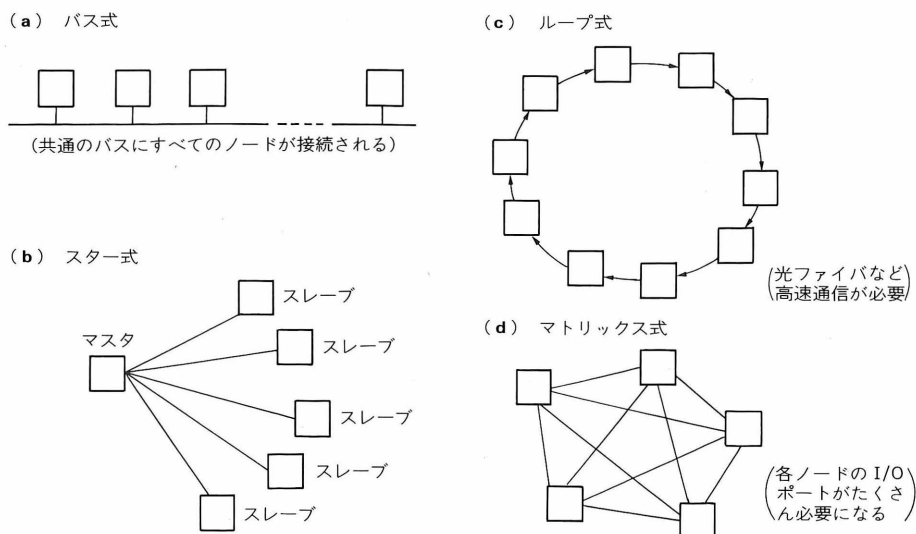 (a) バス式
(共通のバスにすべてのノードが接続される)
(b) スター式
マスタ
スレーブ
スレーブ
スレーブ
スレーブ
スレーブ
(c) ループ式
(光ファイバなど
高速通信が必要)
(d) マトリックス式
(各ノードの I/O
ポートがたくさ
ん必要になる)